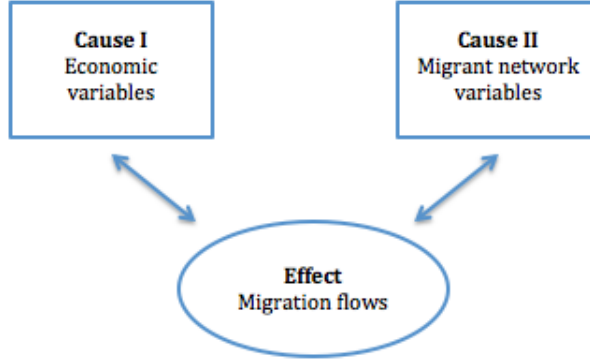 Cause I
Economic
variables
Cause II
Migrant network
variables
Effect
Migration flows